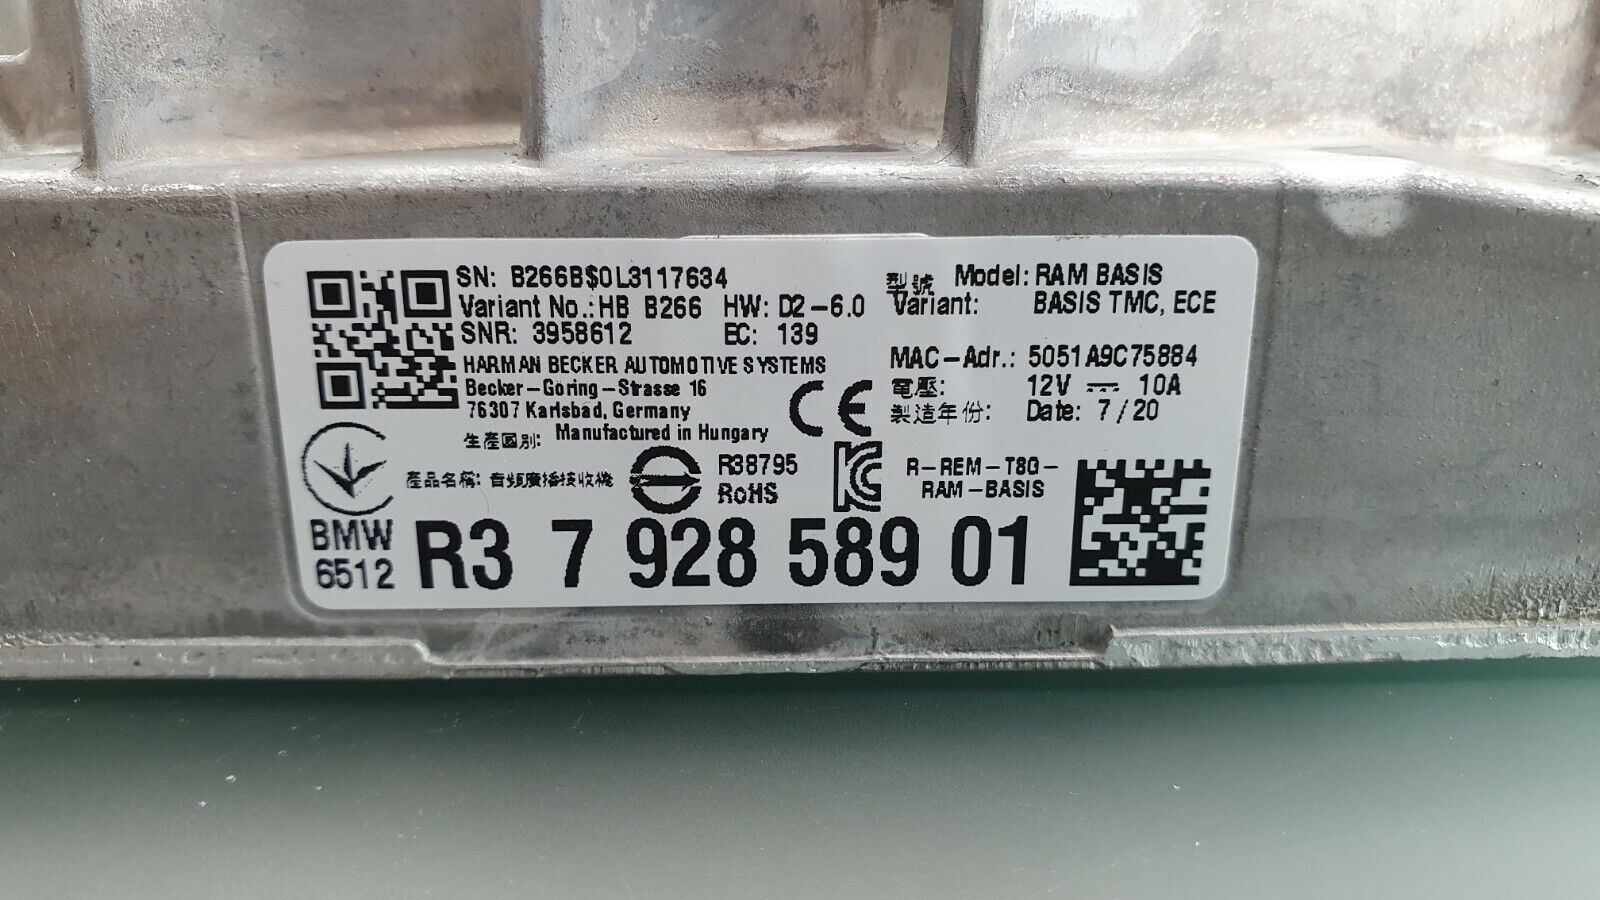 SN: B266B$0L3117634
Variant No.: HB B266 HW: D2-6.0
SNR: 3958612 EC: 139
HARMAN BECKER AUTOMOTIVE SYSTEMS
Becker-Göring-Strasse 16
76307 Karlsbad, Germany
生產國別: Manufactured in Hungary
型號 Model: RAM BASIS
Variant: BASIS TMC, ECE
MAC-Adr.: 5051A9C75884
電壓: 12V ⎓ 10A
製造年份: Date: 7/20
CE
產品名稱: 音頻廣播接收機
R38795
RoHS
R-REM-T8G-
RAM-BASIS
BMW
6512
R3 7 928 589 01